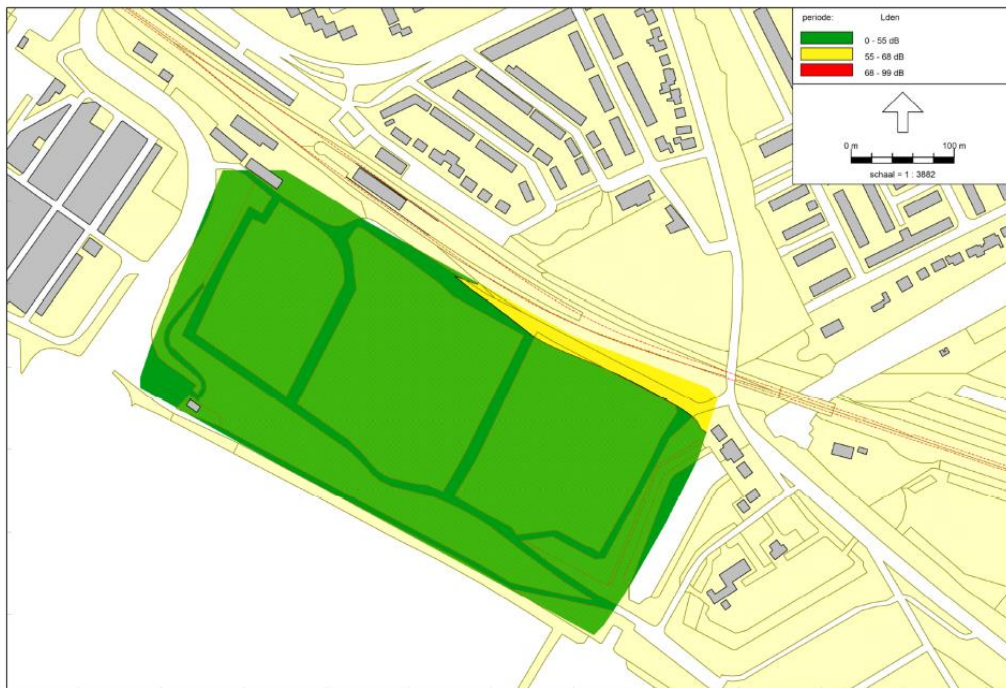 periode: Lden
0 - 55 dB
55 - 68 dB
68 - 99 dB
0 m 100 m
schaal = 1 : 3882